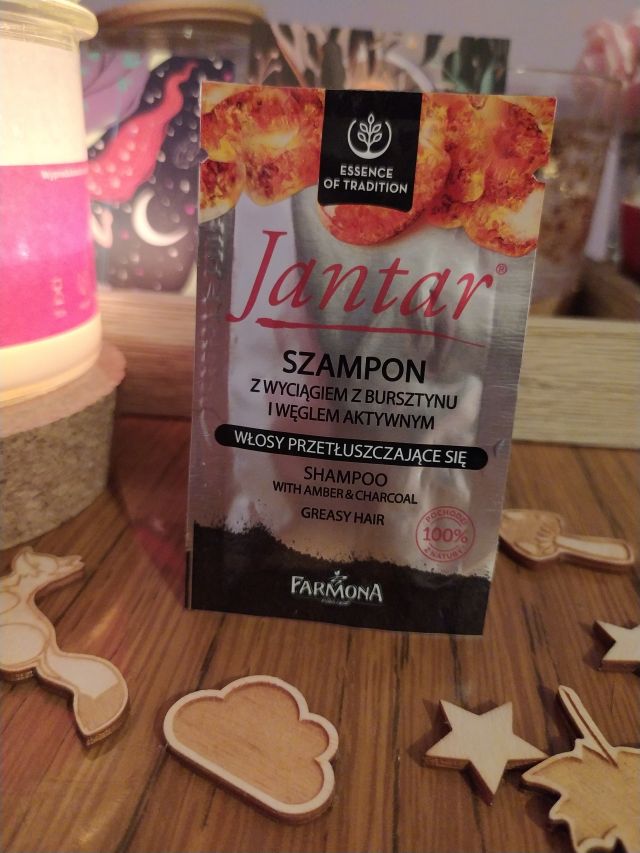 ESSENCE
OF TRADITION
Jantar®
SZAMPON
Z WYCIĄGIEM Z BURSZTYNU
I WĘGLEM AKTYWNYM
WŁOSY PRZETŁUSZCZAJĄCE SIĘ
SHAMPOO
WITH AMBER & CHARCOAL
GREASY HAIR
POCHODZI
100%
Z NATURY
FARMONA